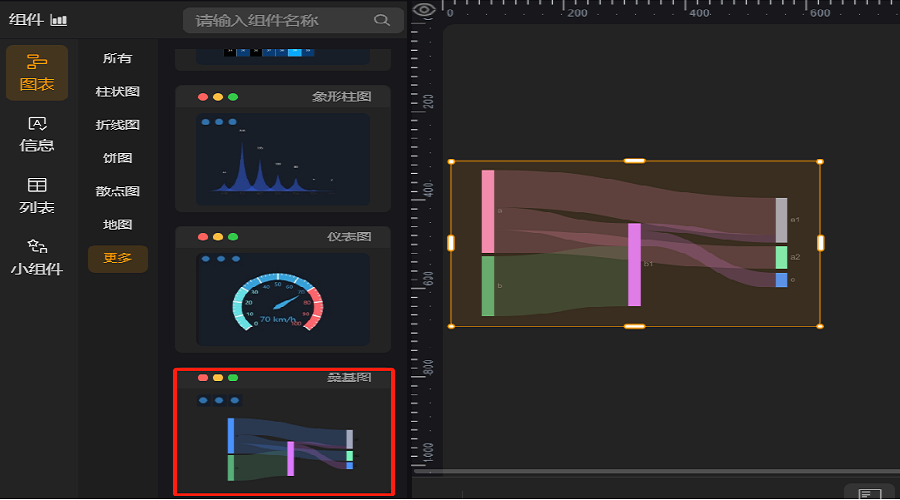 组件
请输入组件名称
图表
信息
列表
小组件
所有
柱状图
折线图
饼图
散点图
地图
更多
象形柱图
仪表图
0
10
20
30
40
50
60
70
80
90
100
70 km/h
桑基图
0
200
400
600
200
400
600
800
1000
a
b
B1
a1
a2
c